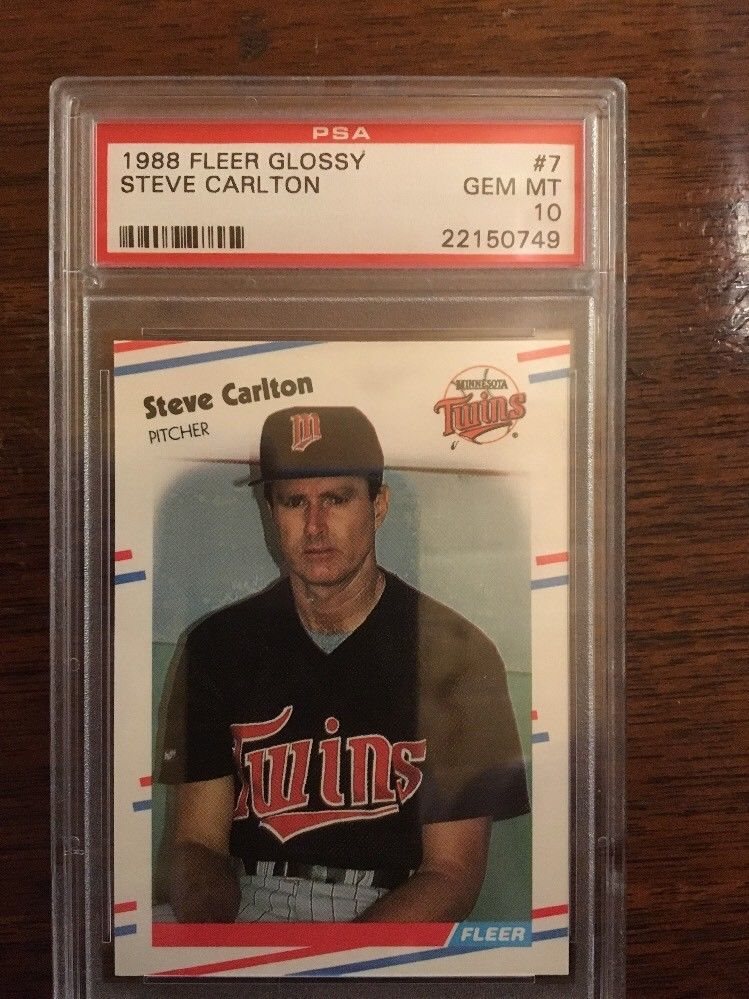 PSA
1988 FLEER GLOSSY #7
STEVE CARLTON GEM MT
10
22150749
Steve Carlton
PITCHER
MINNESOTA
Twins
m
Twins
FLEER